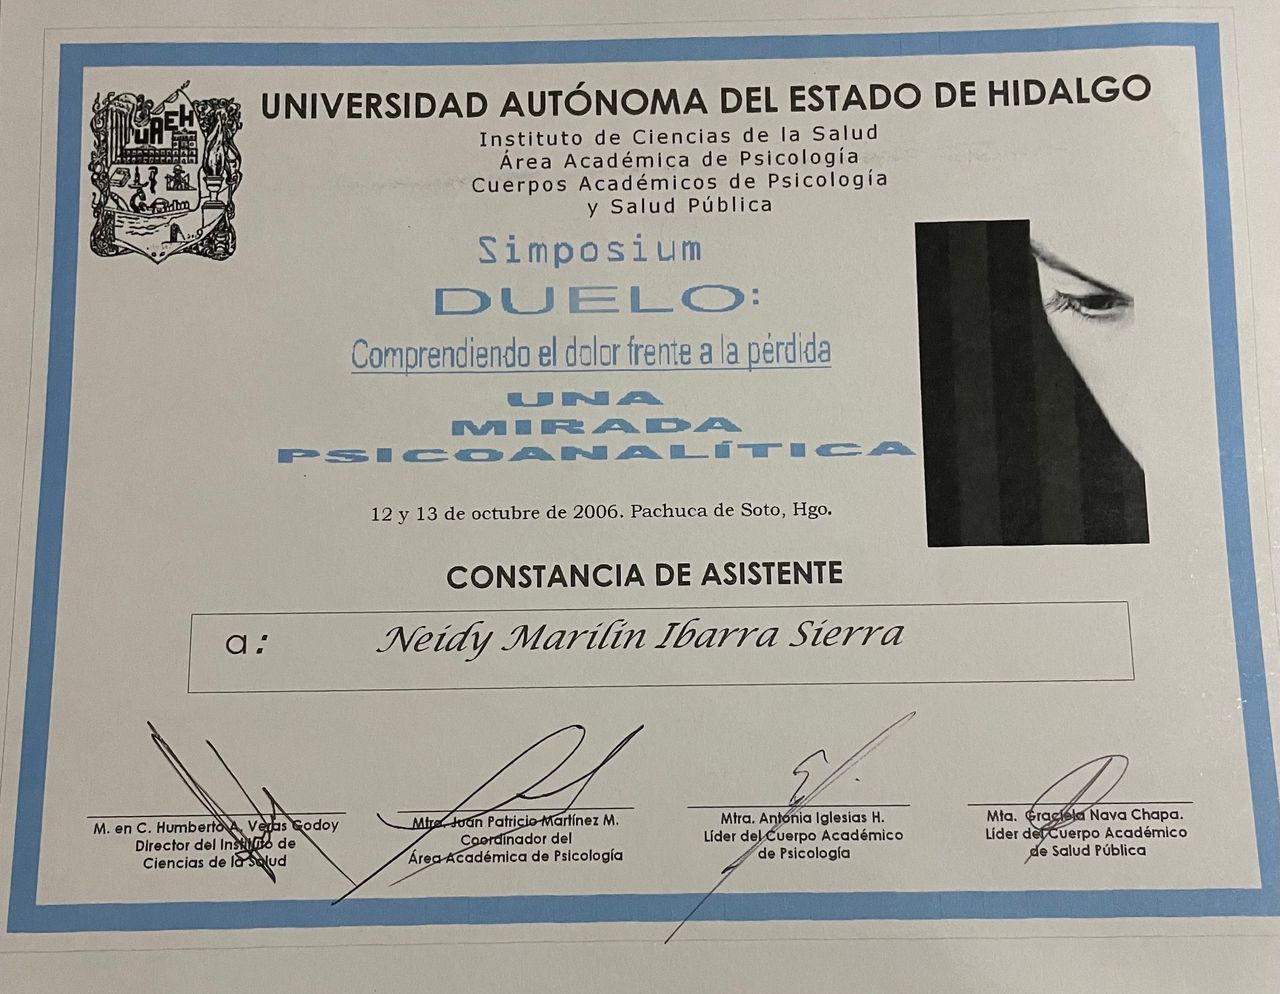 UAEH
UNIVERSIDAD AUTÓNOMA DEL ESTADO DE HIDALGO
Instituto de Ciencias de la Salud
Área Académica de Psicología
Cuerpos Académicos de Psicología
y Salud Pública
Simposium
DUELO:
Comprendiendo el dolor frente a la pérdida
UNA
MIRADA
PSICOANALÍTICA
12 y 13 de octubre de 2006. Pachuca de Soto, Hgo.
CONSTANCIA DE ASISTENTE
a: Neidy Marilin Ibarra Sierra
M. en C. Humberto A. Veras Godoy
Director del Instituto de
Ciencias de la Salud
Mtro. Juan Patricio Martínez M.
Coordinador del
Área Académica de Psicología
Mtra. Antonia Iglesias H.
Líder del Cuerpo Académico
de Psicología
Mta. Graciela Nava Chapa.
Líder del Cuerpo Académico
de Salud Pública